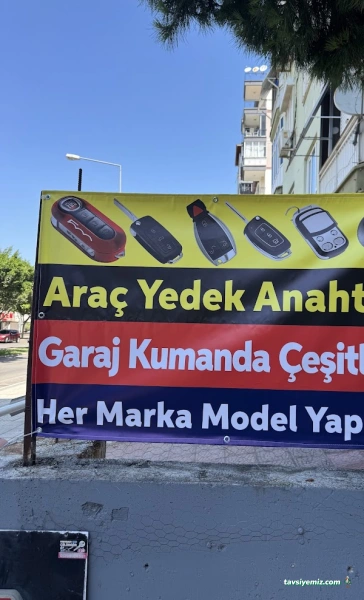 Araç Yedek Anaht
Garaj Kumanda Çeşitl
Her Marka Model Yap
tavsiyemiz.com